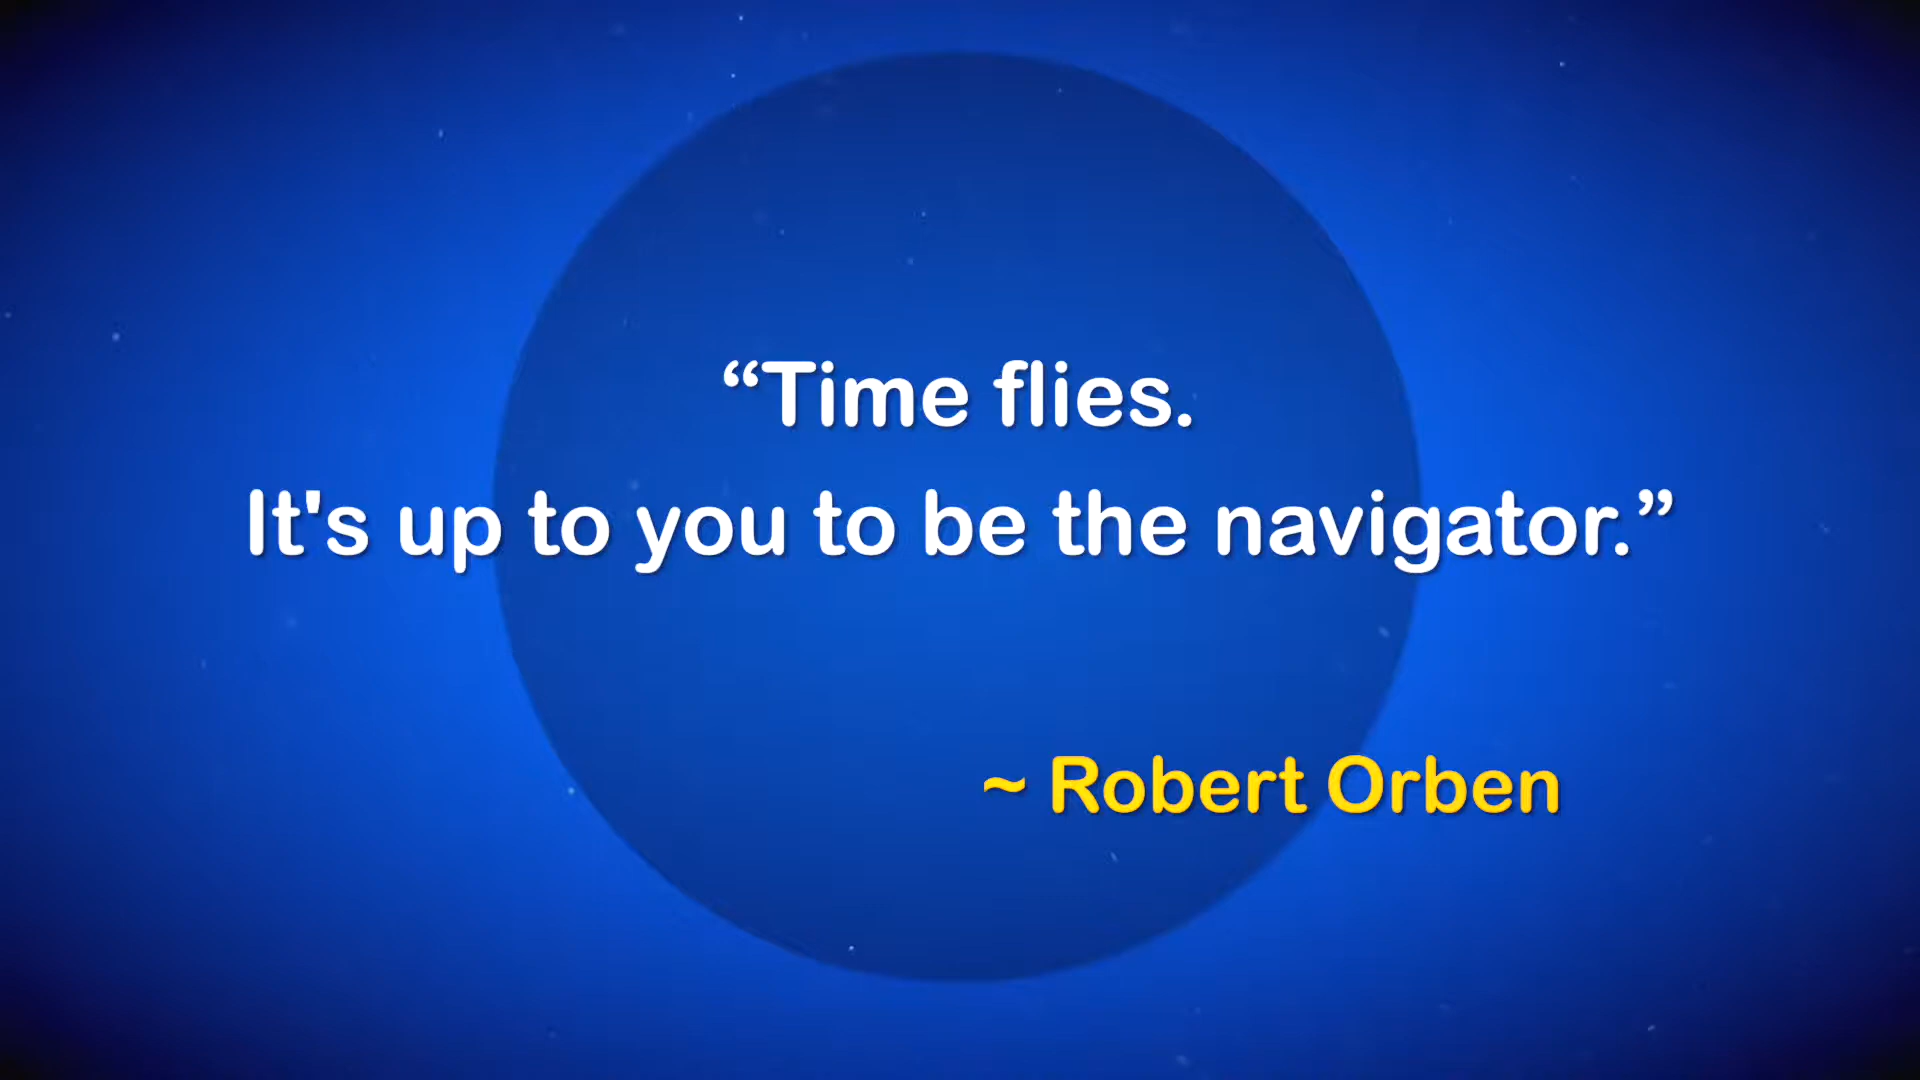 “Time flies.
It's up to you to be the navigator.”
~ Robert Orben